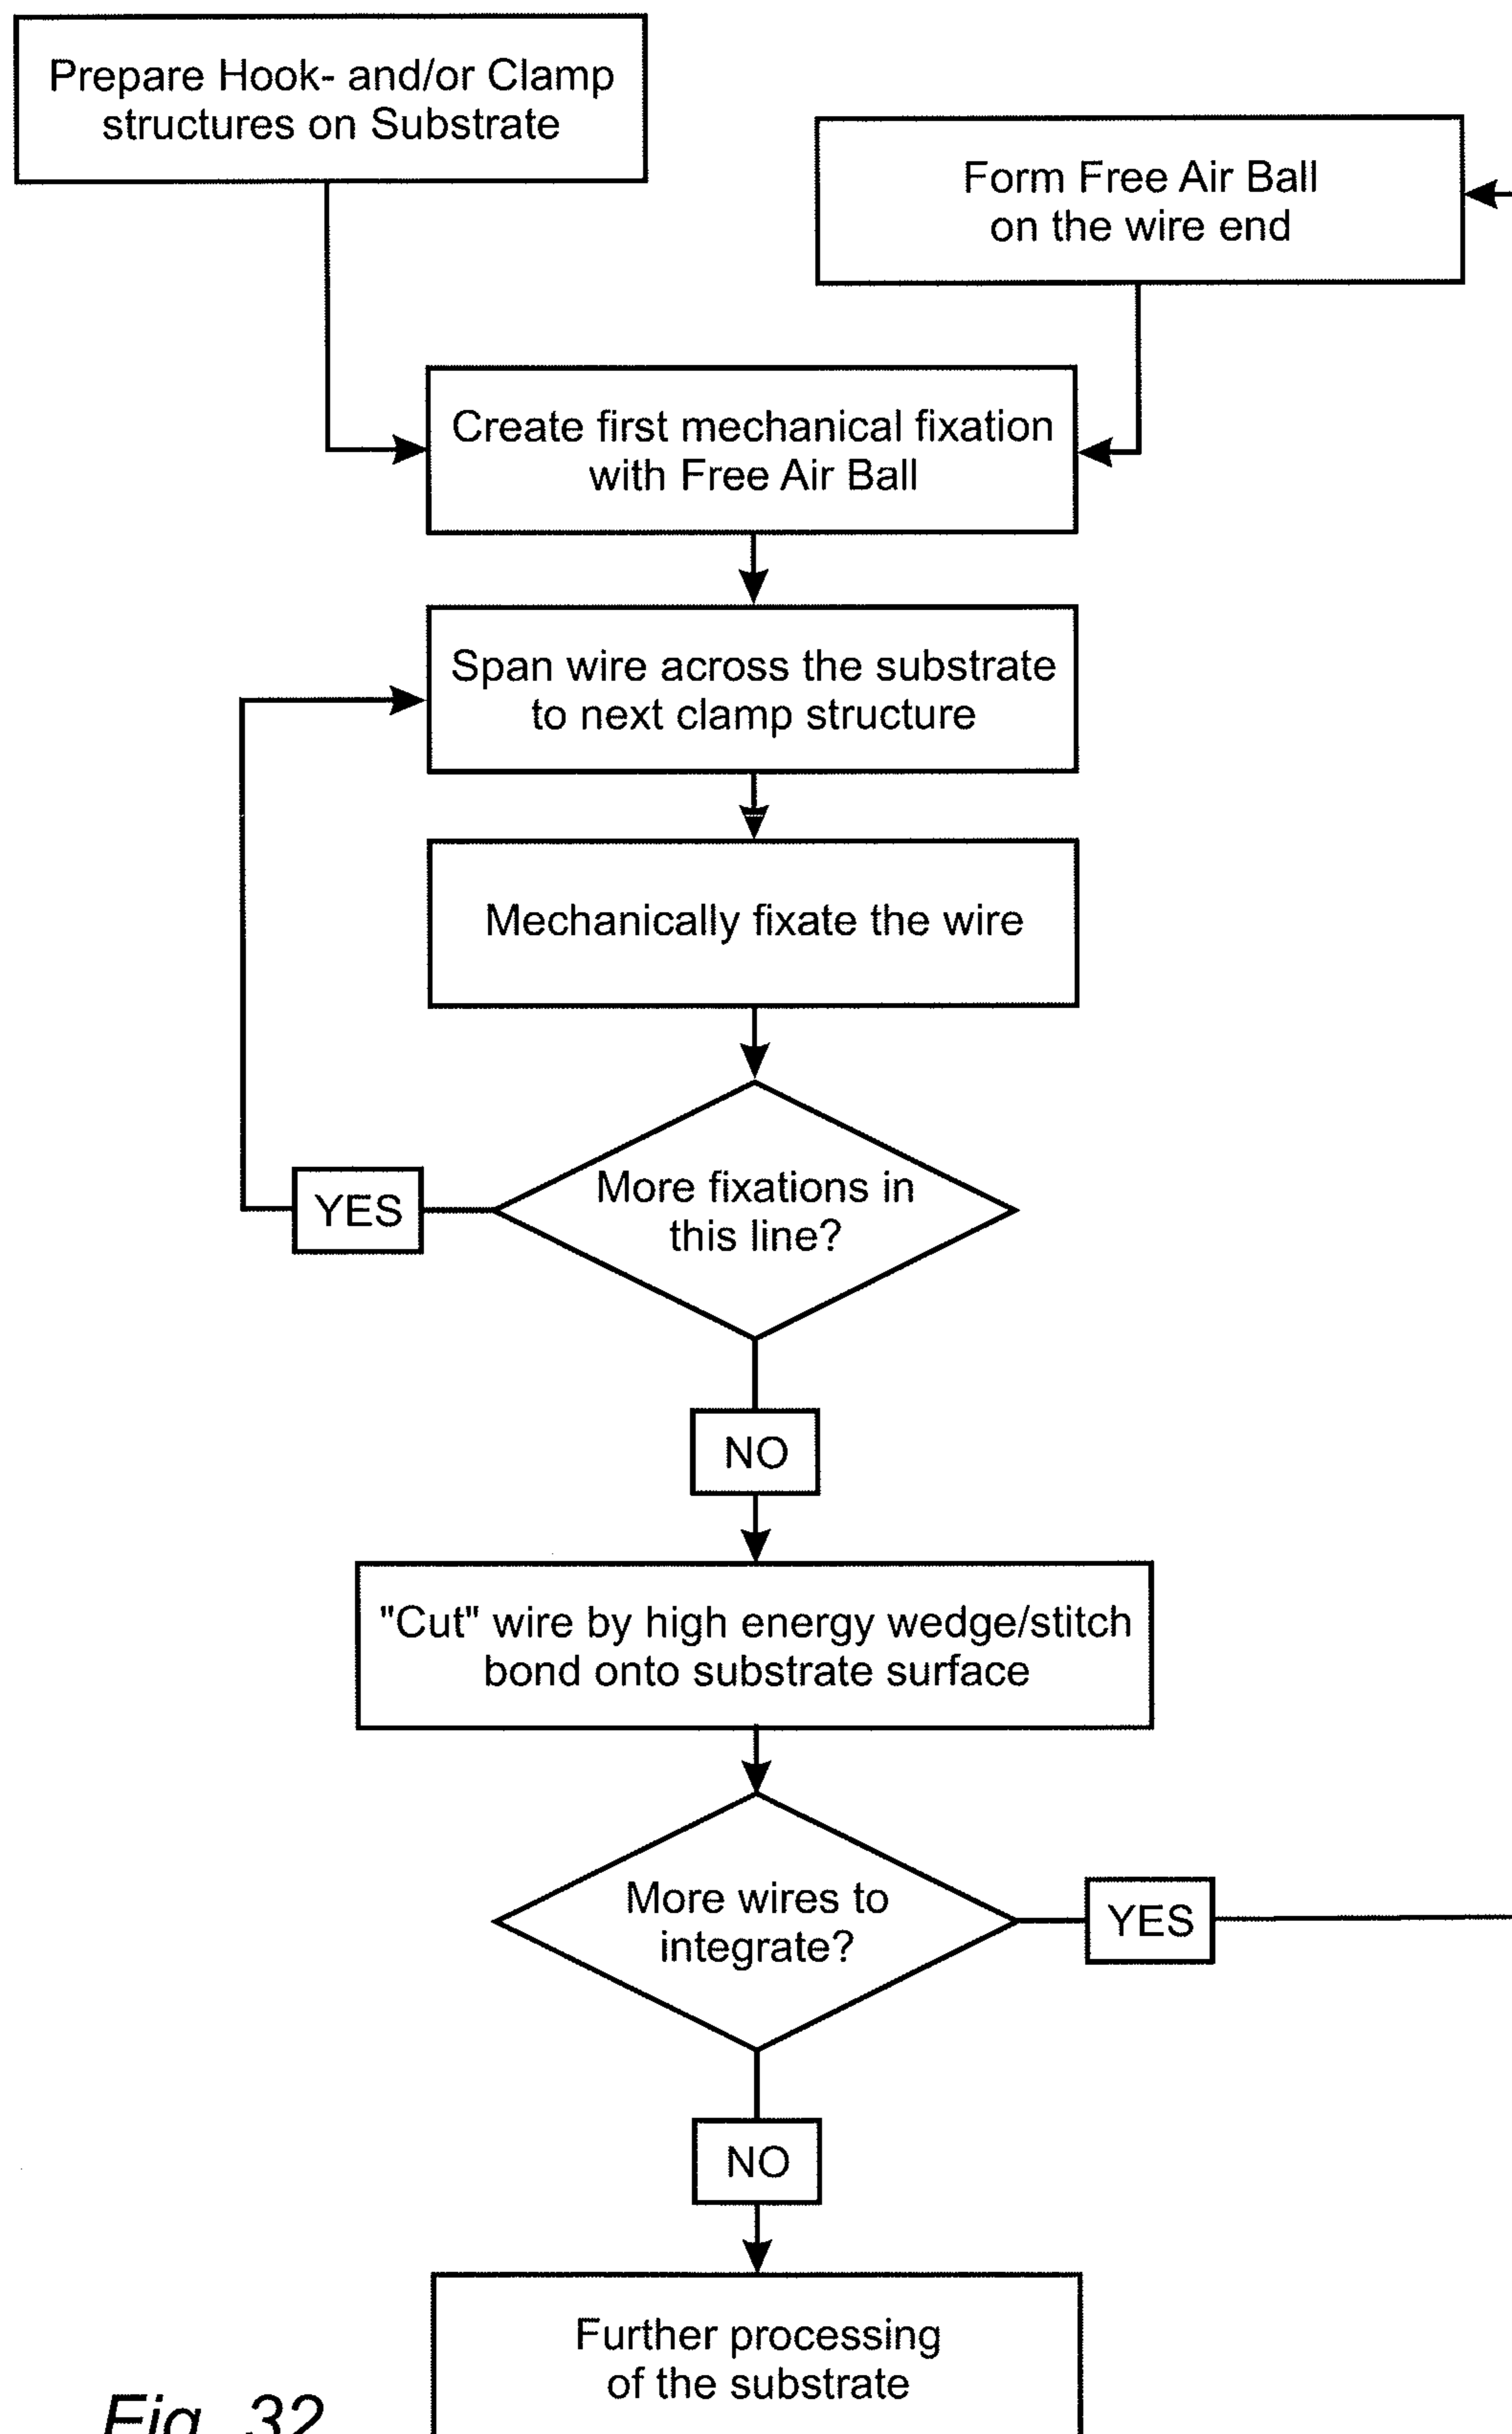 Prepare Hook- and/or Clamp
structures on Substrate
Form Free Air Ball
on the wire end
Create first mechanical fixation
with Free Air Ball
Span wire across the substrate
to next clamp structure
Mechanically fixate the wire
More fixations in
this line?
YES
NO
"Cut" wire by high energy wedge/stitch
bond onto substrate surface
More wires to
integrate?
YES
NO
Further processing
of the substrate
Fig. 32